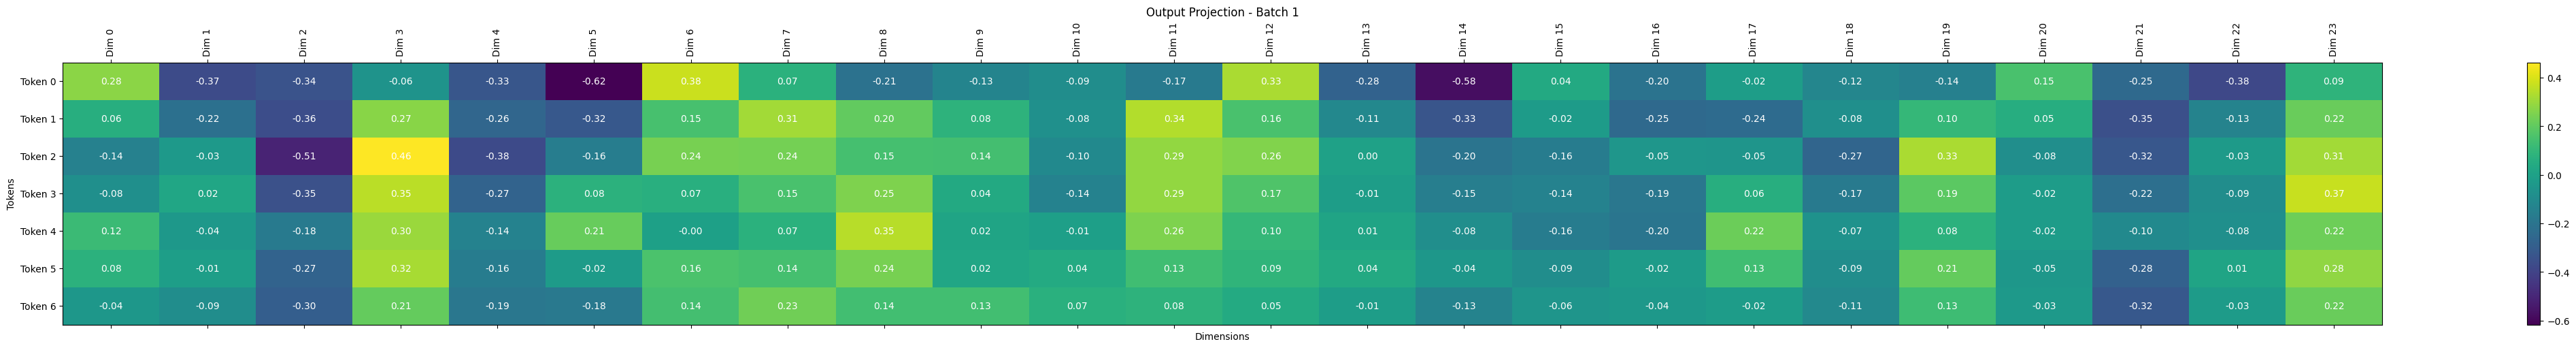 Output Projection - Batch 1
Dim 0 Dim 1 Dim 2 Dim 3 Dim 4 Dim 5 Dim 6 Dim 7 Dim 8 Dim 9 Dim 10 Dim 11 Dim 12 Dim 13 Dim 14 Dim 15 Dim 16 Dim 17 Dim 18 Dim 19 Dim 20 Dim 21 Dim 22 Dim 23
Token 0 0.28 -0.37 -0.34 -0.06 -0.33 -0.62 0.38 0.07 -0.21 -0.13 -0.09 -0.17 0.33 -0.28 -0.58 0.04 -0.20 -0.02 -0.12 -0.14 0.15 -0.25 -0.38 0.09
Token 1 0.06 -0.22 -0.36 0.27 -0.26 -0.32 0.15 0.31 0.20 0.08 -0.08 0.34 0.16 -0.11 -0.33 -0.02 -0.25 -0.24 -0.08 0.10 0.05 -0.35 -0.13 0.22
Token 2 -0.14 -0.03 -0.51 0.46 -0.38 -0.16 0.24 0.24 0.15 0.14 -0.10 0.29 0.26 0.00 -0.20 -0.16 -0.05 -0.05 -0.27 0.33 -0.08 -0.32 -0.03 0.31
Token 3 -0.08 0.02 -0.35 0.35 -0.27 0.08 0.07 0.15 0.25 0.04 -0.14 0.29 0.17 -0.01 -0.15 -0.14 -0.19 0.06 -0.17 0.19 -0.02 -0.22 -0.09 0.37
Token 4 0.12 -0.04 -0.18 0.30 -0.14 0.21 -0.00 0.07 0.35 0.02 -0.01 0.26 0.10 0.01 -0.08 -0.16 -0.20 0.22 -0.07 0.08 -0.02 -0.10 -0.08 0.22
Token 5 0.08 -0.01 -0.27 0.32 -0.16 -0.02 0.16 0.14 0.24 0.02 0.04 0.13 0.09 0.04 -0.04 -0.09 -0.02 0.13 -0.09 0.21 -0.05 -0.28 0.01 0.28
Token 6 -0.04 -0.09 -0.30 0.21 -0.19 -0.18 0.14 0.23 0.14 0.13 0.07 0.08 0.05 -0.01 -0.13 -0.06 -0.04 -0.02 -0.11 0.13 -0.03 -0.32 -0.03 0.22
Tokens
Dimensions
0.4
0.2
0.0
−0.2
−0.4
−0.6